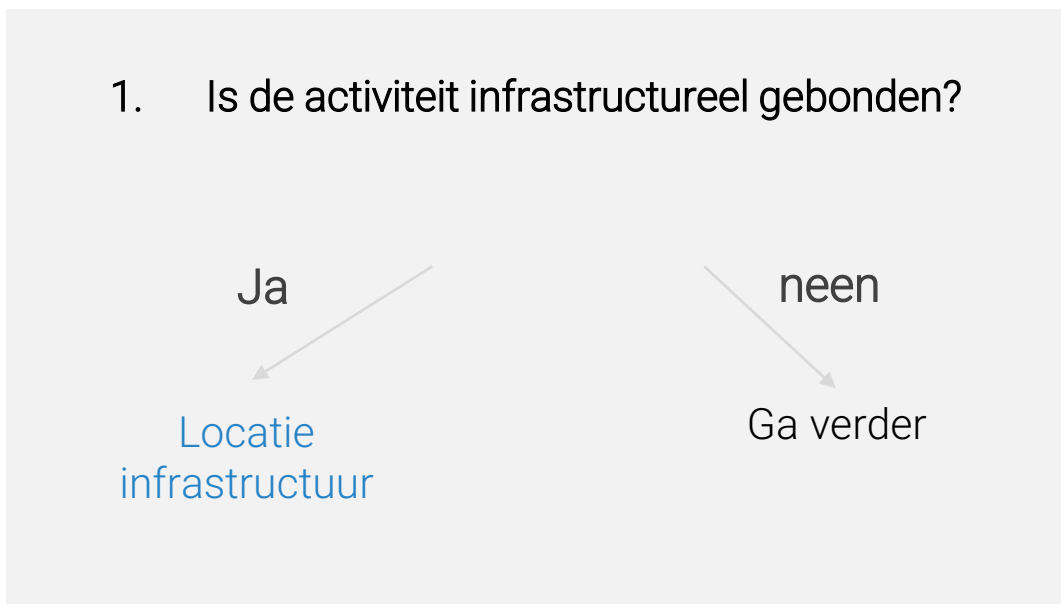 1. Is de activiteit infrastructureel gebonden?
Ja
neen
Locatie
infrastructuur
Ga verder